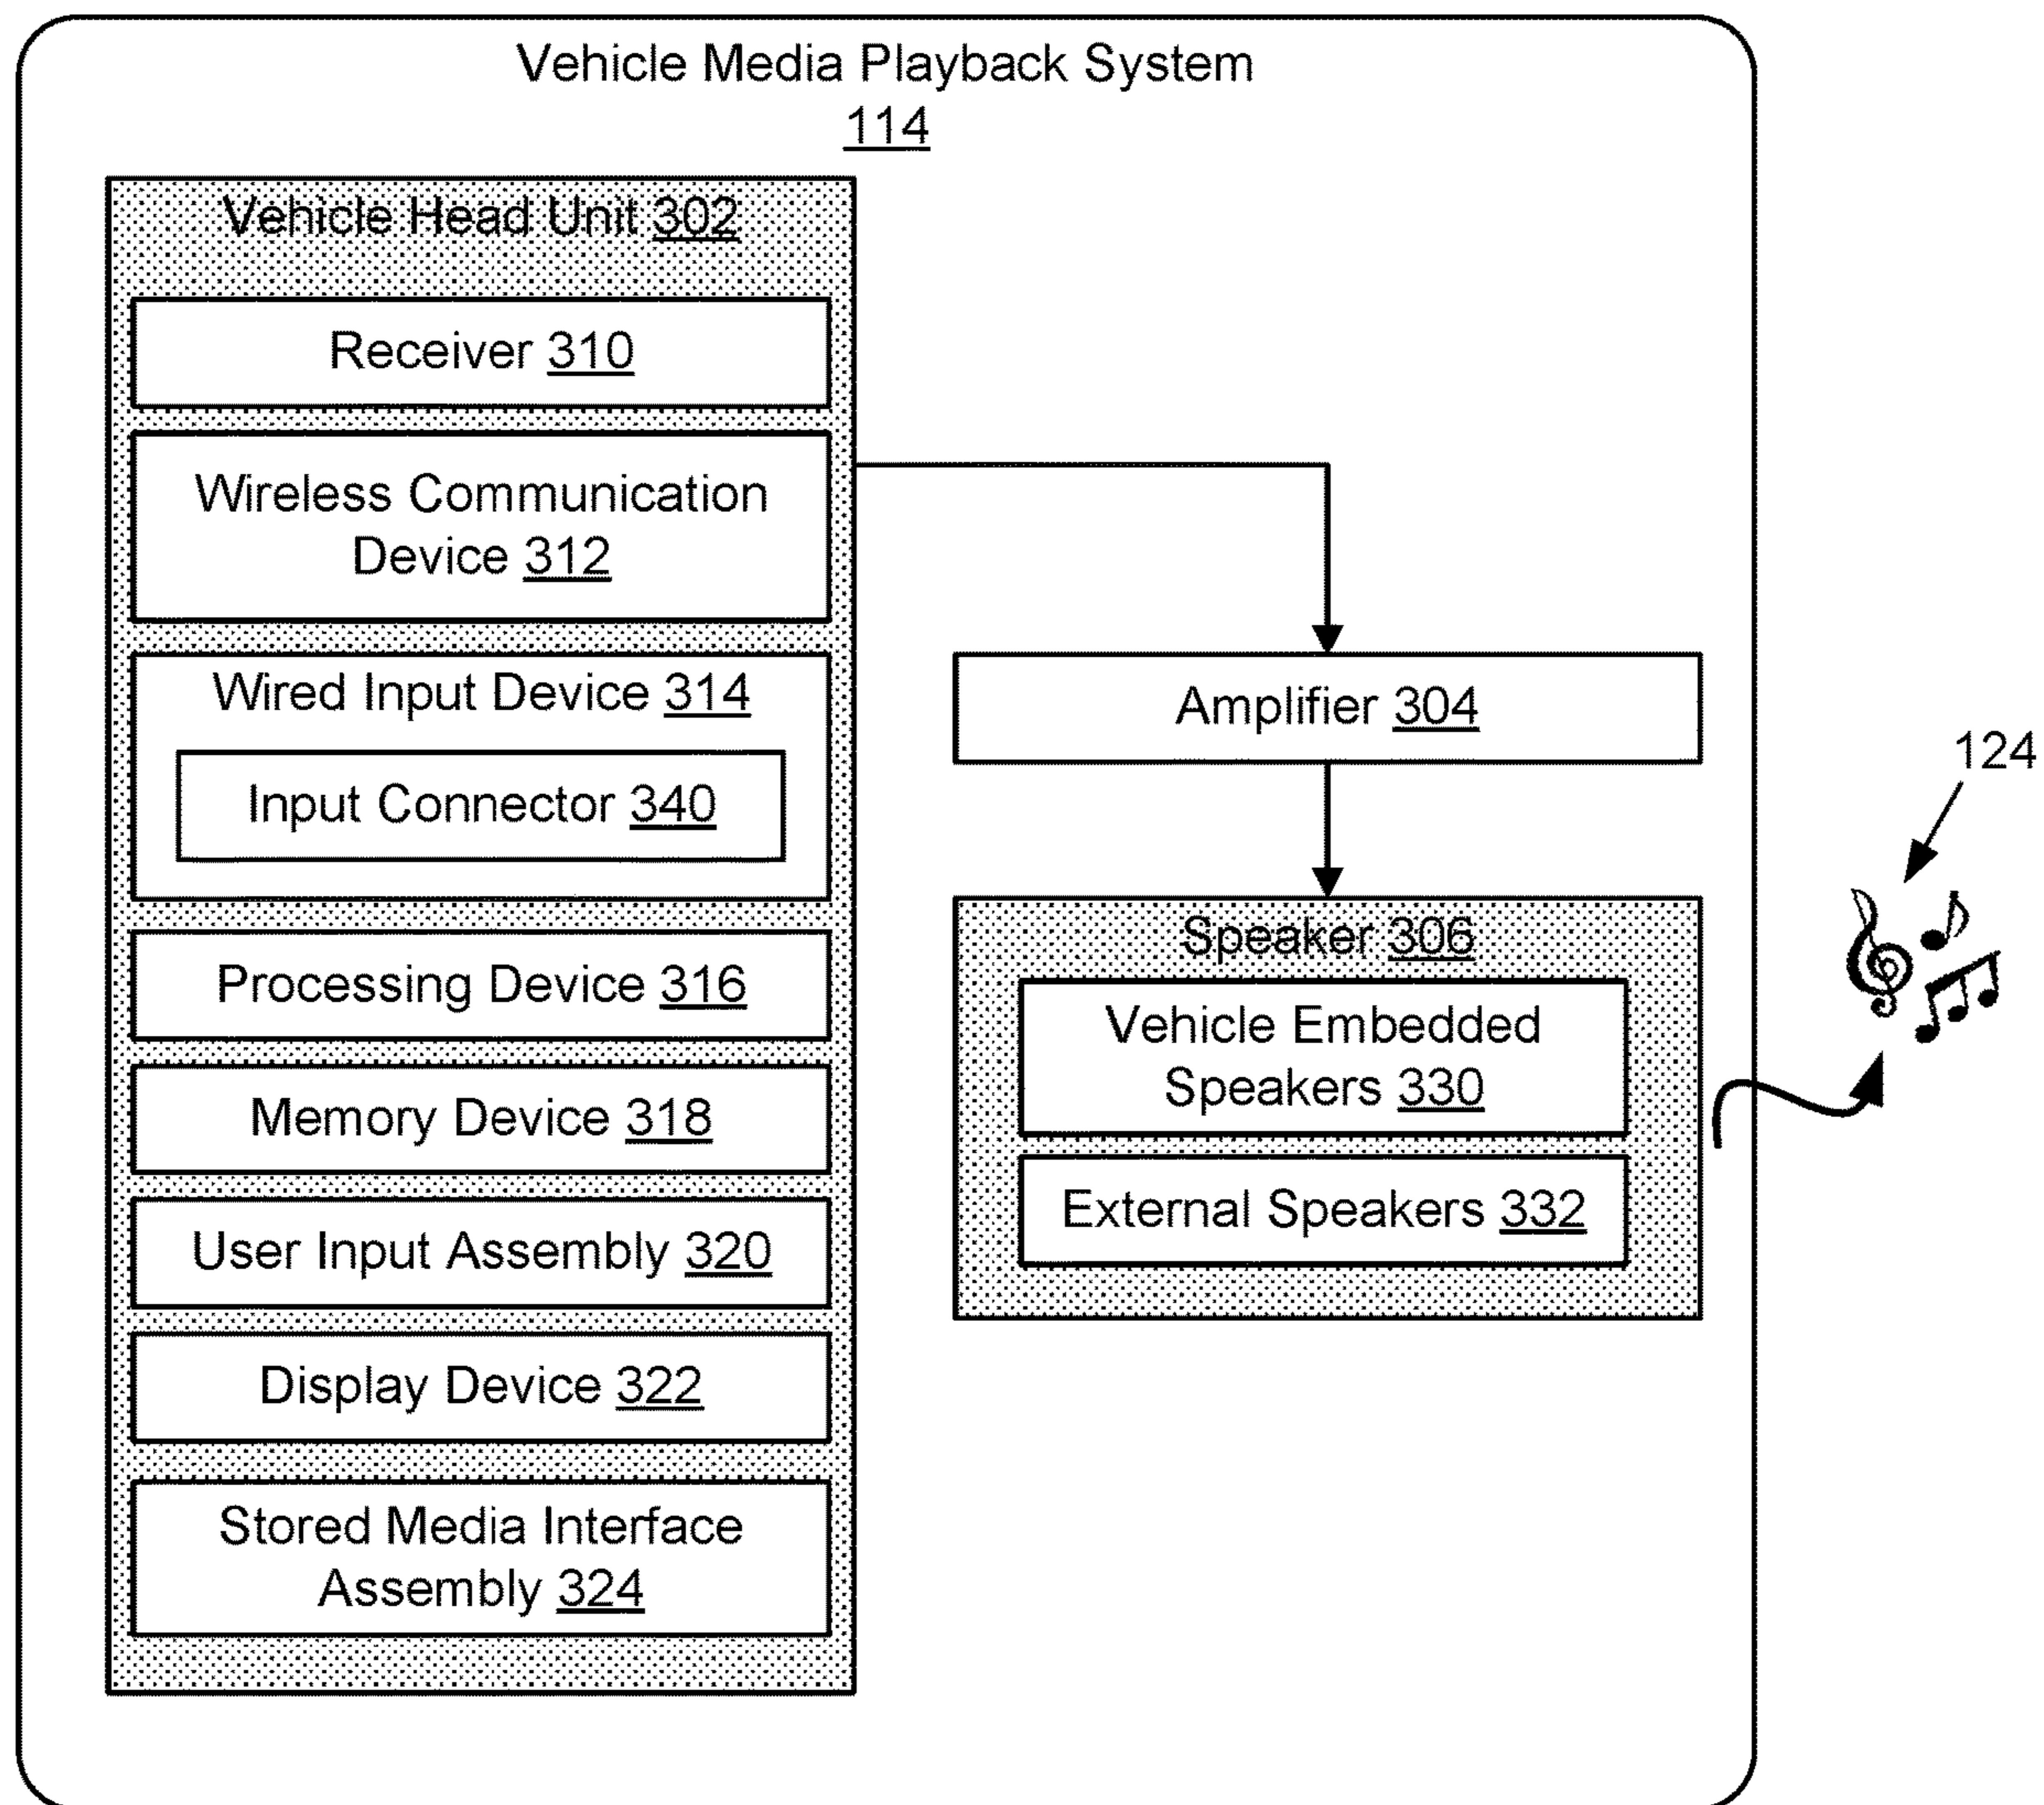 Vehicle Media Playback System
114
Vehicle Head Unit 302
Receiver 310
Wireless Communication
Device 312
Wired Input Device 314
Input Connector 340
Processing Device 316
Memory Device 318
User Input Assembly 320
Display Device 322
Stored Media Interface
Assembly 324
Amplifier 304
Speaker 306
Vehicle Embedded
Speakers 330
External Speakers 332
124